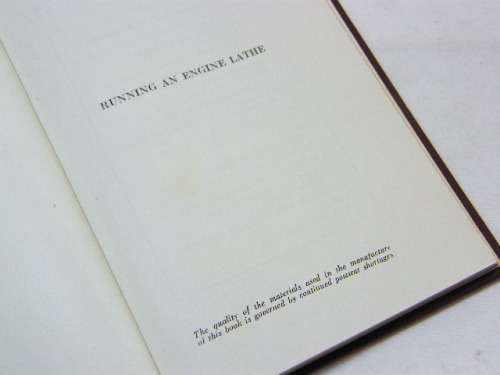 RUNNING AN ENGINE LATHE
The quality of the materials used in the manufacture
of this book is governed by continued postwar shortages.